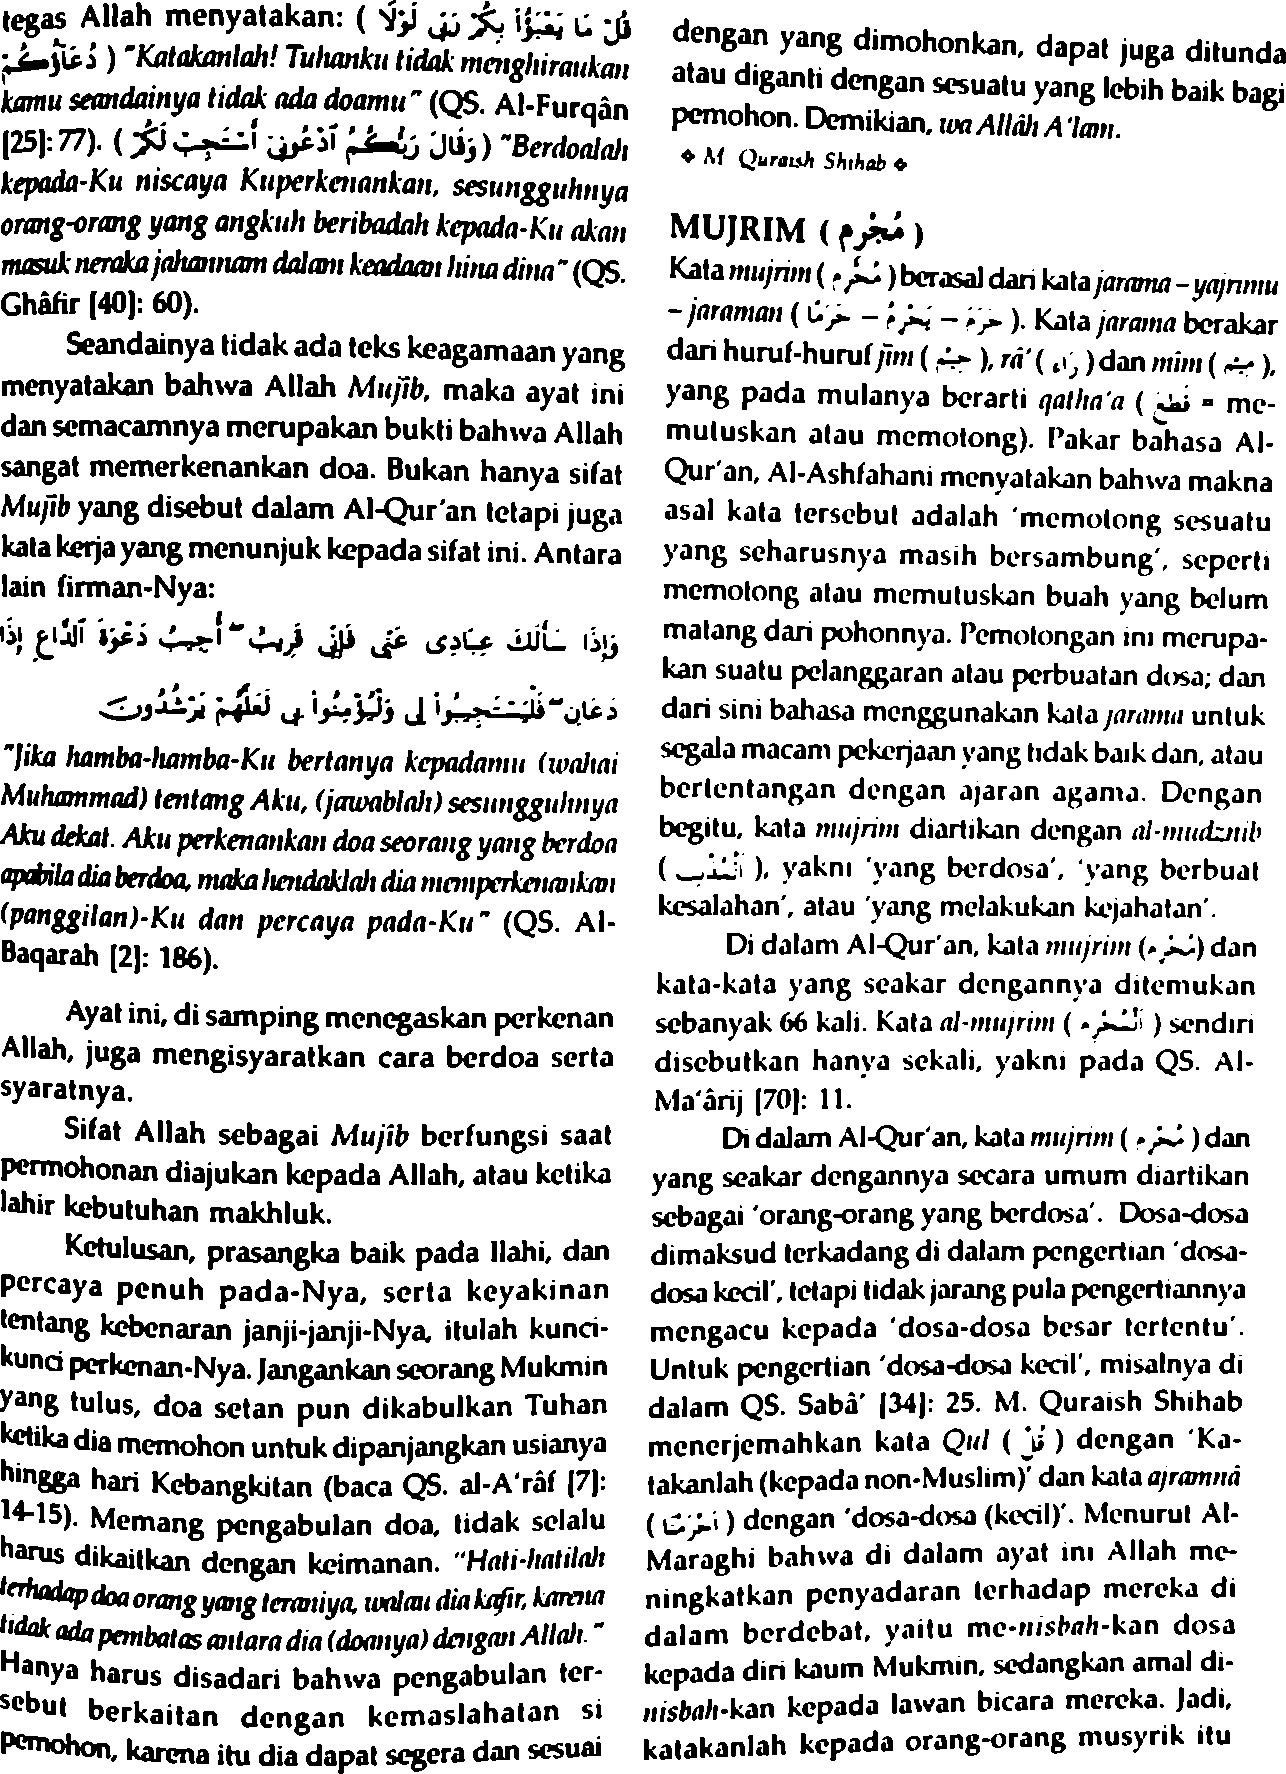 tegas Allah menyatakan: ( قُلْ مَا يَعْبَؤُا۟ بِكُمْ رَبِّى لَوْلَا
دُعَآؤُكُمْ ) "Katakanlah! Tuhanku tidak menghiraukan
kamu seandainya tidak ada doamu" (QS. Al-Furqân
[25]: 77). ( وَقَالَ رَبُّكُمُ ٱدْعُونِىٓ أَسْتَجِبْ لَكُمْ ) "Berdoalah
kepada-Ku niscaya Kuperkenankan, sesungguhnya
orang-orang yang angkuh beribadah kepada-Ku akan
masuk neraka jahannam dalam keadaan hina dina" (QS.
Ghâfir [40]: 60).
Seandainya tidak ada teks keagamaan yang
menyatakan bahwa Allah Mujîb, maka ayat ini
dan semacamnya merupakan bukti bahwa Allah
sangat memerkenankan doa. Bukan hanya sifat
Mujîb yang disebut dalam Al-Qur'an tetapi juga
kata kerja yang menunjuk kepada sifat ini. Antara
lain firman-Nya:
وَإِذَا سَأَلَكَ عِبَادِى عَنِّى فَإِنِّى قَرِيبٌ ۖ أُجِيبُ دَعْوَةَ ٱلدَّاعِ إِذَا
دَعَانِ ۖ فَلْيَسْتَجِيبُوا۟ لِى وَلْيُؤْمِنُوا۟ بِى لَعَلَّهُمْ يَرْشُدُونَ
"Jika hamba-hamba-Ku bertanya kepadamu (wahai
Muhammad) tentang Aku, (jawablah) sesungguhnya
Aku dekat. Aku perkenankan doa seorang yang berdoa
apabila dia berdoa, maka hendaklah dia memperkenankan
(panggilan)-Ku dan percaya pada-Ku" (QS. Al-
Baqarah [2]: 186).
Ayat ini, di samping menegaskan perkenan
Allah, juga mengisyaratkan cara berdoa serta
syaratnya.
Sifat Allah sebagai Mujîb berfungsi saat
permohonan diajukan kepada Allah, atau ketika
lahir kebutuhan makhluk.
Ketulusan, prasangka baik pada Ilahi, dan
percaya penuh pada-Nya, serta keyakinan
tentang kebenaran janji-janji-Nya, itulah kunci-
kunci perkenan-Nya. Jangankan seorang Mukmin
yang tulus, doa setan pun dikabulkan Tuhan
ketika dia memohon untuk dipanjangkan usianya
hingga hari Kebangkitan (baca QS. al-A'râf [7]:
14-15). Memang pengabulan doa, tidak selalu
harus dikaitkan dengan keimanan. "Hati-hatilah
terhadap doa orang yang teraniya, walau dia kafir, karena
tidak ada pembatas antara dia (doanya) dengan Allah."
Hanya harus disadari bahwa pengabulan ter-
sebut berkaitan dengan kemaslahatan si
pemohon, karena itu dia dapat segera dan sesuai
dengan yang dimohonkan, dapat juga ditunda
atau diganti dengan sesuatu yang lebih baik bagi
pemohon. Demikian, wa Allâh A'lam.
❖ M Quraish Shihab ❖
MUJRIM ( مُجْرِم )
Kata mujrim ( مُجْرِم ) berasal dari kata jarama – yajrimu
– jaraman ( جَرَمَ – يَجْرِمُ – جَرَمًا ). Kata jarama berakar
dari huruf-huruf jîm ( جِيْم ), râ' ( رَاء ) dan mîm ( مِيْم ),
yang pada mulanya berarti qatha'a ( قَطَعَ = me-
mutuskan atau memotong). Pakar bahasa Al-
Qur'an, Al-Ashfahani menyatakan bahwa makna
asal kata tersebut adalah 'memotong sesuatu
yang seharusnya masih bersambung', seperti
memotong atau memutuskan buah yang belum
matang dari pohonnya. Pemotongan ini merupa-
kan suatu pelanggaran atau perbuatan dosa; dan
dari sini bahasa menggunakan kata jarama untuk
segala macam pekerjaan yang tidak baik dan, atau
bertentangan dengan ajaran agama. Dengan
begitu, kata mujrim diartikan dengan al-mudznib
( اَلْمُذْنِب ), yakni 'yang berdosa', 'yang berbuat
kesalahan', atau 'yang melakukan kejahatan'.
Di dalam Al-Qur'an, kata mujrim (مُجْرِم) dan
kata-kata yang seakar dengannya ditemukan
sebanyak 66 kali. Kata al-mujrim ( اَلْمُجْرِم ) sendiri
disebutkan hanya sekali, yakni pada QS. Al-
Ma'ârij [70]: 11.
Di dalam Al-Qur'an, kata mujrim ( مُجْرِم ) dan
yang seakar dengannya secara umum diartikan
sebagai 'orang-orang yang berdosa'. Dosa-dosa
dimaksud terkadang di dalam pengertian 'dosa-
dosa kecil', tetapi tidak jarang pula pengertiannya
mengacu kepada 'dosa-dosa besar tertentu'.
Untuk pengertian 'dosa-dosa kecil', misalnya di
dalam QS. Sabâ' [34]: 25. M. Quraish Shihab
menerjemahkan kata Qul ( قُلْ ) dengan 'Ka-
takanlah (kepada non-Muslim)' dan kata ajramnâ
( أَجْرَمْنَا ) dengan 'dosa-dosa (kecil)'. Menurut Al-
Maraghi bahwa di dalam ayat ini Allah me-
ningkatkan penyadaran terhadap mereka di
dalam berdebat, yaitu me-nisbah-kan dosa
kepada diri kaum Mukmin, sedangkan amal di-
nisbah-kan kepada lawan bicara mereka. Jadi,
katakanlah kepada orang-orang musyrik itu